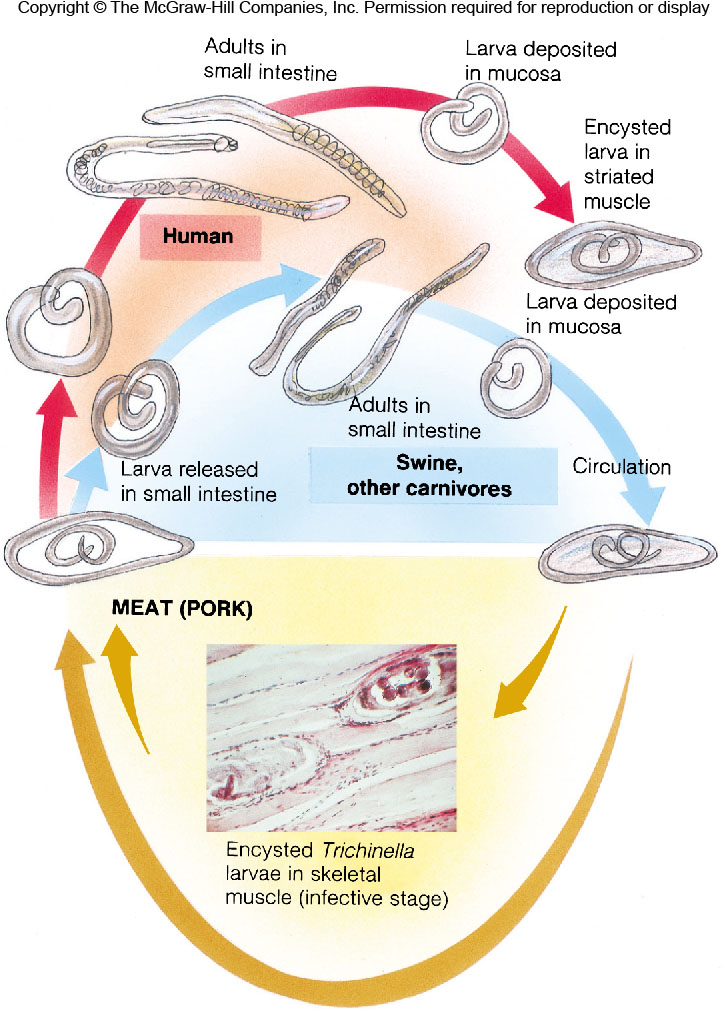 Copyright © The McGraw-Hill Companies, Inc. Permission required for reproduction or display
Adults in
small intestine
Larva deposited
in mucosa
Encysted
larva in
striated
muscle
Human
Larva deposited
in mucosa
Adults in
small intestine
Larva released
in small intestine
Swine,
other carnivores
Circulation
MEAT (PORK)
Encysted Trichinella
larvae in skeletal
muscle (infective stage)